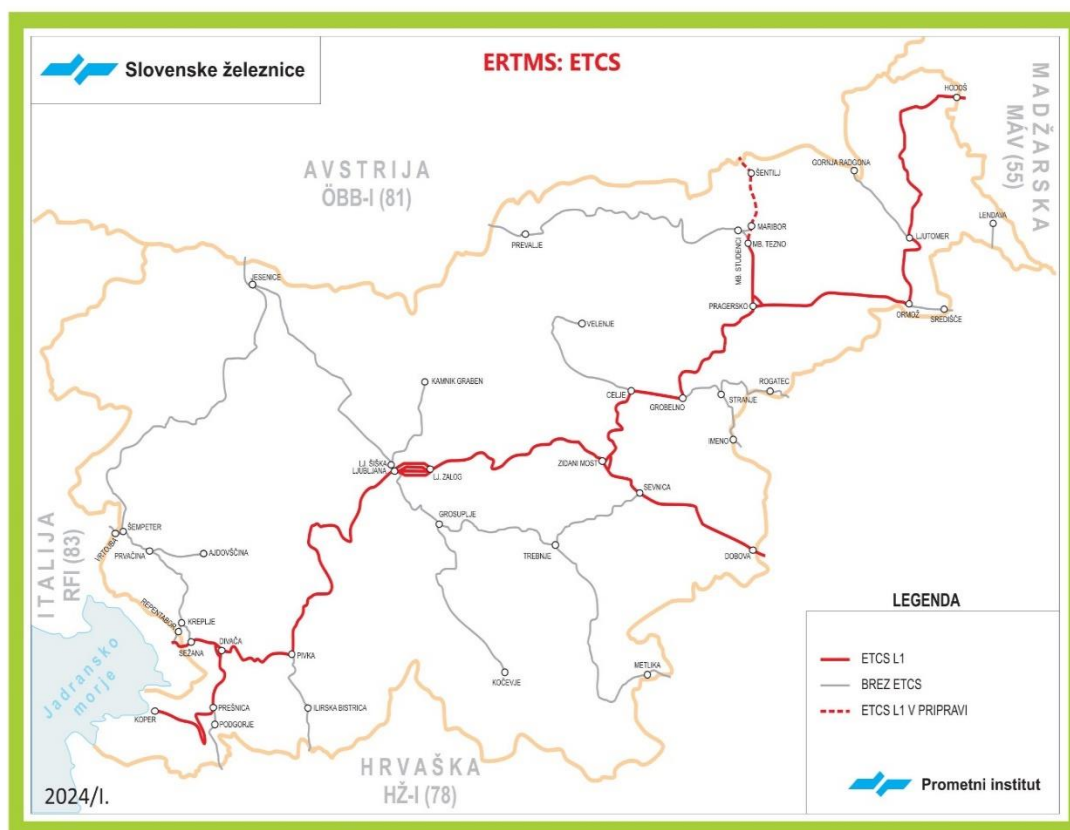 Slovenske železnice
ERTMS: ETCS
MADŽARSKA
MÁV (55)
HODOŠ
AVSTRIJA
ÖBB-I (81)
GORNJA RADGONA
ŠENTILJ
LENDAVA
PREVALJE
MARIBOR
MB. STUDENCI
MB. TEZNO
LJUTOMER
JESENICE
PRAGERSKO
ORMOŽ
SREDIŠČE
VELENJE
KAMNIK GRABEN
CELJE
GROBELNO
STRANJE
ROGATEC
IMENO
LJ. ŠIŠKA
LJUBLJANA
LJ. ZALOG
ZIDANI MOST
SEVNICA
GROSUPLJE
TREBNJE
DOBOVA
ITALIJA
RFI (83)
ŠEMPETER
VRTOJBA
PRVAČINA
AJDOVŠČINA
REPENTABOR
KREPLJE
SEŽANA
DIVAČA
PIVKA
KOČEVJE
METLIKA
Jadransko
morje
KOPER
PREŠNICA
PODGORJE
ILIRSKA BISTRICA
HRVAŠKA
HŽ-I (78)
LEGENDA
ETCS L1
BREZ ETCS
ETCS L1 V PRIPRAVI
Prometni institut
2024/I.